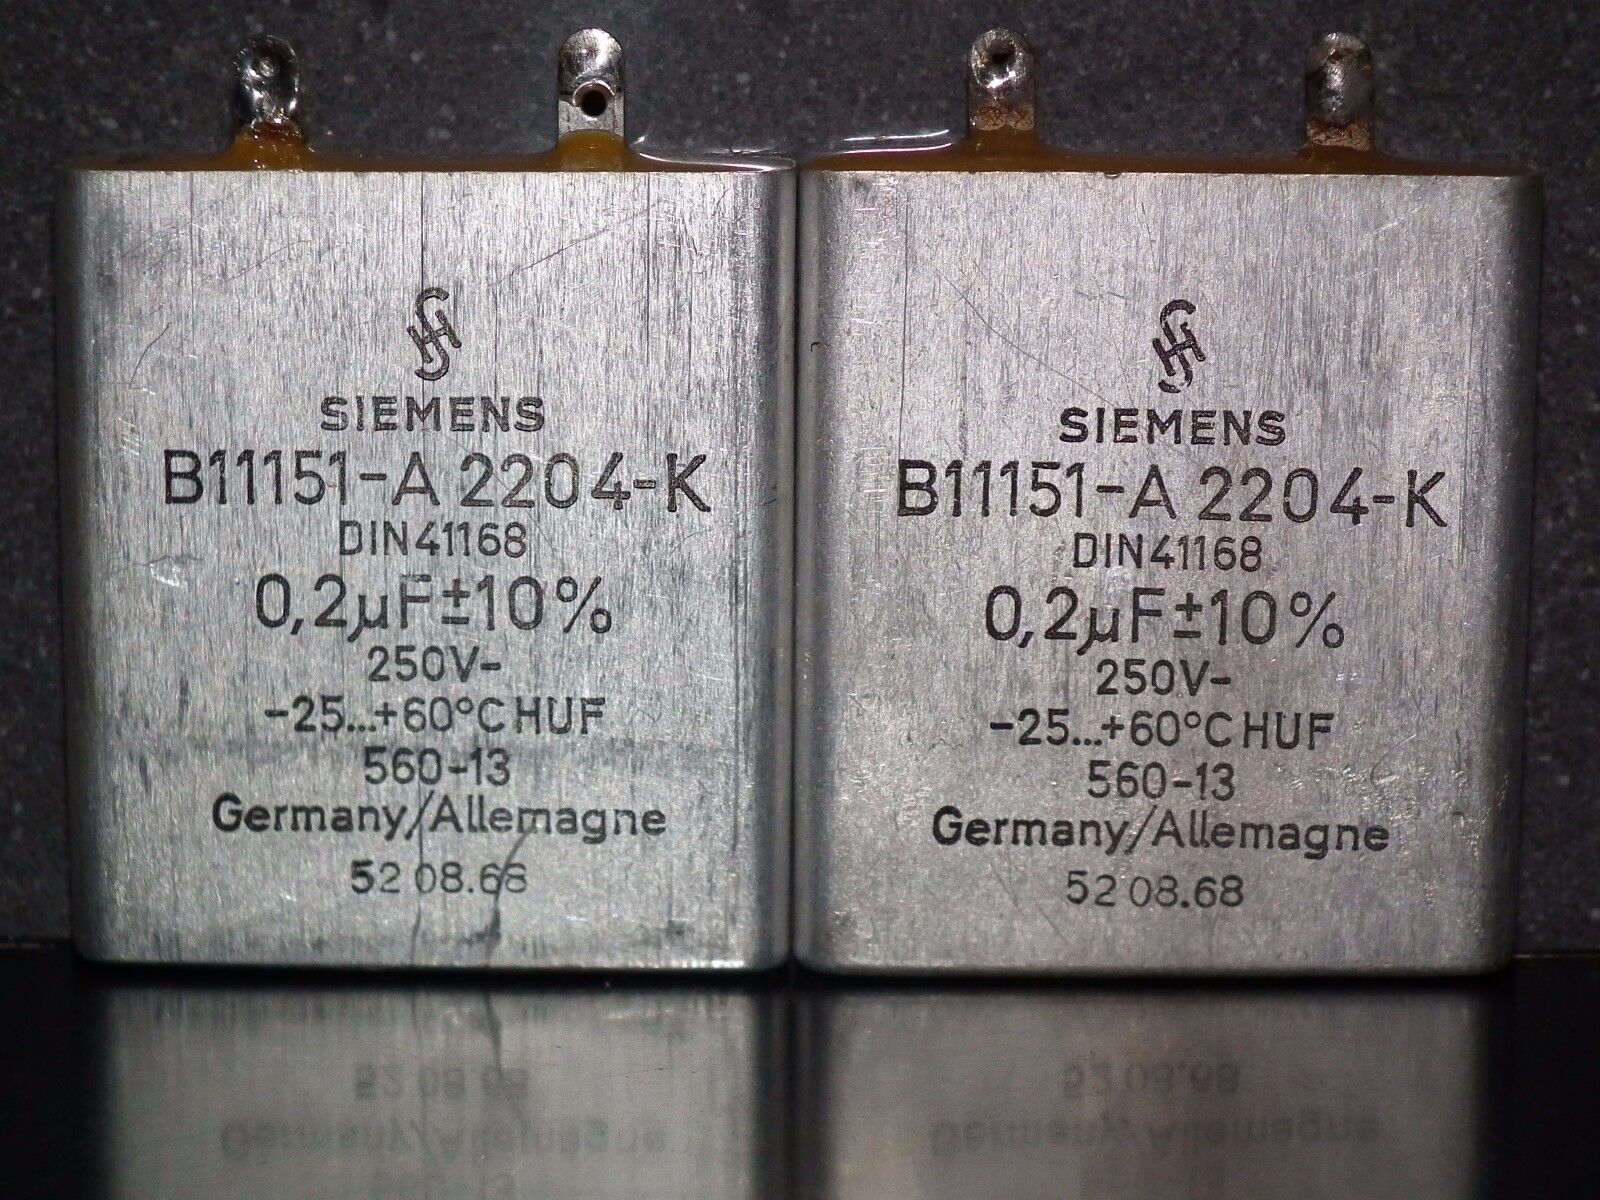 SIEMENS
B11151-A 2204-K
DIN41168
0,2µF±10%
250V-
-25...+60°C HUF
560-13
Germany/Allemagne
52 08.68
SIEMENS
B11151-A 2204-K
DIN41168
0,2µF±10%
250V-
-25...+60°C HUF
560-13
Germany/Allemagne
52 08.68